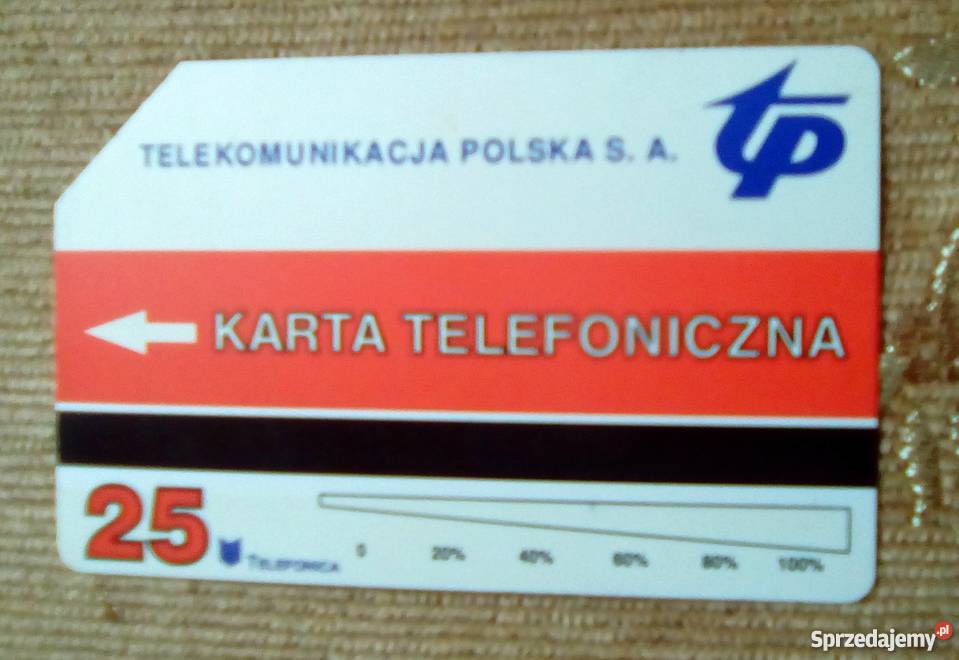 TELEKOMUNIKACJA POLSKA S. A.
tp
KARTA TELEFONICZNA
25
TELEFONICA
0 20% 40% 60% 80% 100%
Sprzedajemy.pl